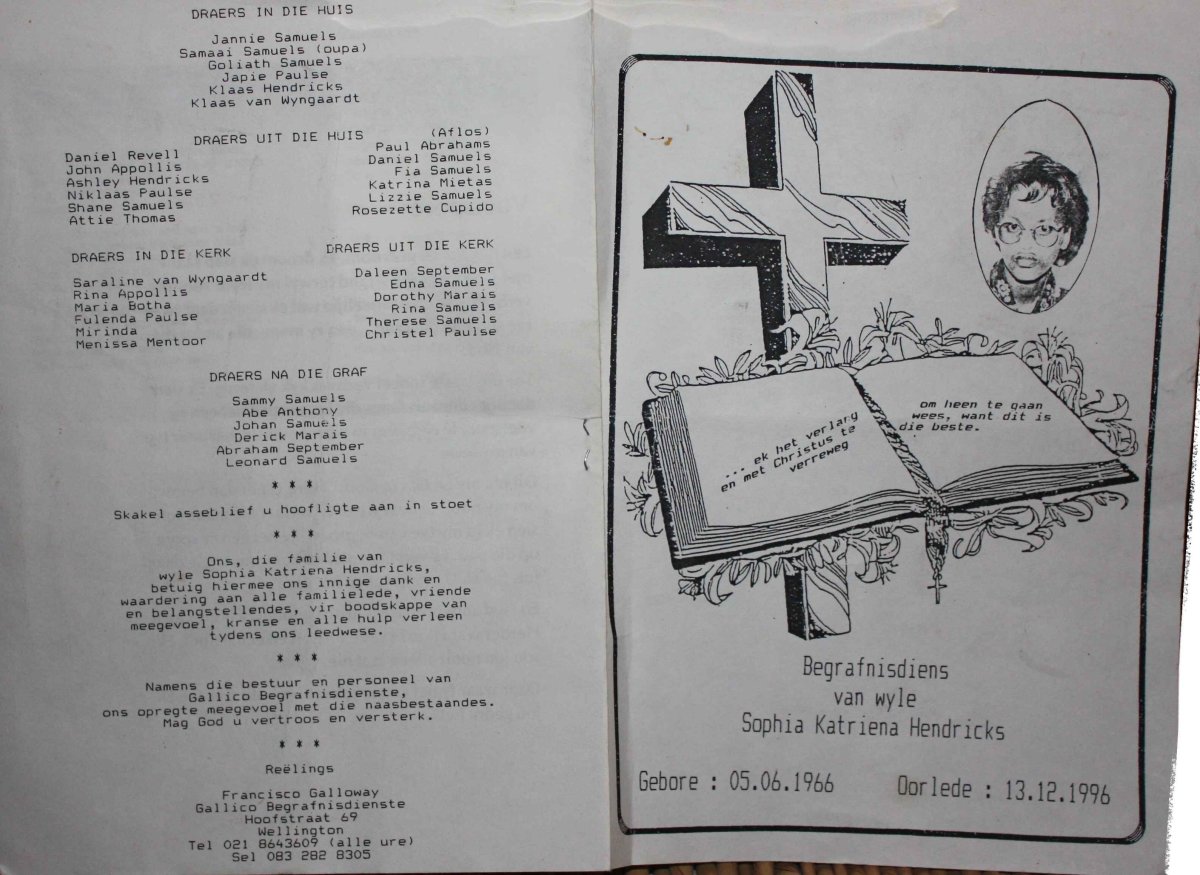 DRAERS IN DIE HUIS
Jannie Samuels
Samaai Samuels (oupa)
Goliath Samuels
Japie Paulse
Klaas Hendricks
Klaas van Wyngaardt
DRAERS UIT DIE HUIS
Daniel Revell
John Appollis
Ashley Hendricks
Niklaas Paulse
Shane Samuels
Attie Thomas
(Aflos)
Paul Abrahams
Daniel Samuels
Fia Samuels
Katrina Mietas
Lizzie Samuels
Rosezette Cupido
DRAERS IN DIE KERK
Saraline van Wyngaardt
Rina Appollis
Maria Botha
Fulenda Paulse
Mirinda
Menissa Mentoor
DRAERS UIT DIE KERK
Daleen September
Edna Samuels
Dorothy Marais
Rina Samuels
Therese Samuels
Christel Paulse
DRAERS NA DIE GRAF
Sammy Samuels
Abe Anthony
Johan Samuels
Derick Marais
Abraham September
Leonard Samuels
* * *
Skakel asseblief u hoofligte aan in stoet
* * *
Ons, die familie van
wyle Sophia Katriena Hendricks,
betuig hiermee ons innige dank en
waardering aan alle familielede, vriende
en belangstellendes, vir boodskappe van
meegevoel, kranse en alle hulp verleen
tydens ons leedwese.
* * *
Namens die bestuur en personeel van
Gallico Begrafnisdienste,
ons opregte meegevoel met die naasbestaandes.
Mag God u vertroos en versterk.
* * *
Reëlings
Francisco Galloway
Gallico Begrafnisdienste
Hoofstraat 69
Wellington
Tel 021 8643609 (alle ure)
Sel 083 282 8305
... ek het verlang
en met Christus te
verreweg
om heen te gaan
wees, want dit is
die beste.
Begrafnisdiens
van wyle
Sophia Katriena Hendricks
Gebore : 05.06.1966 Oorlede : 13.12.1996